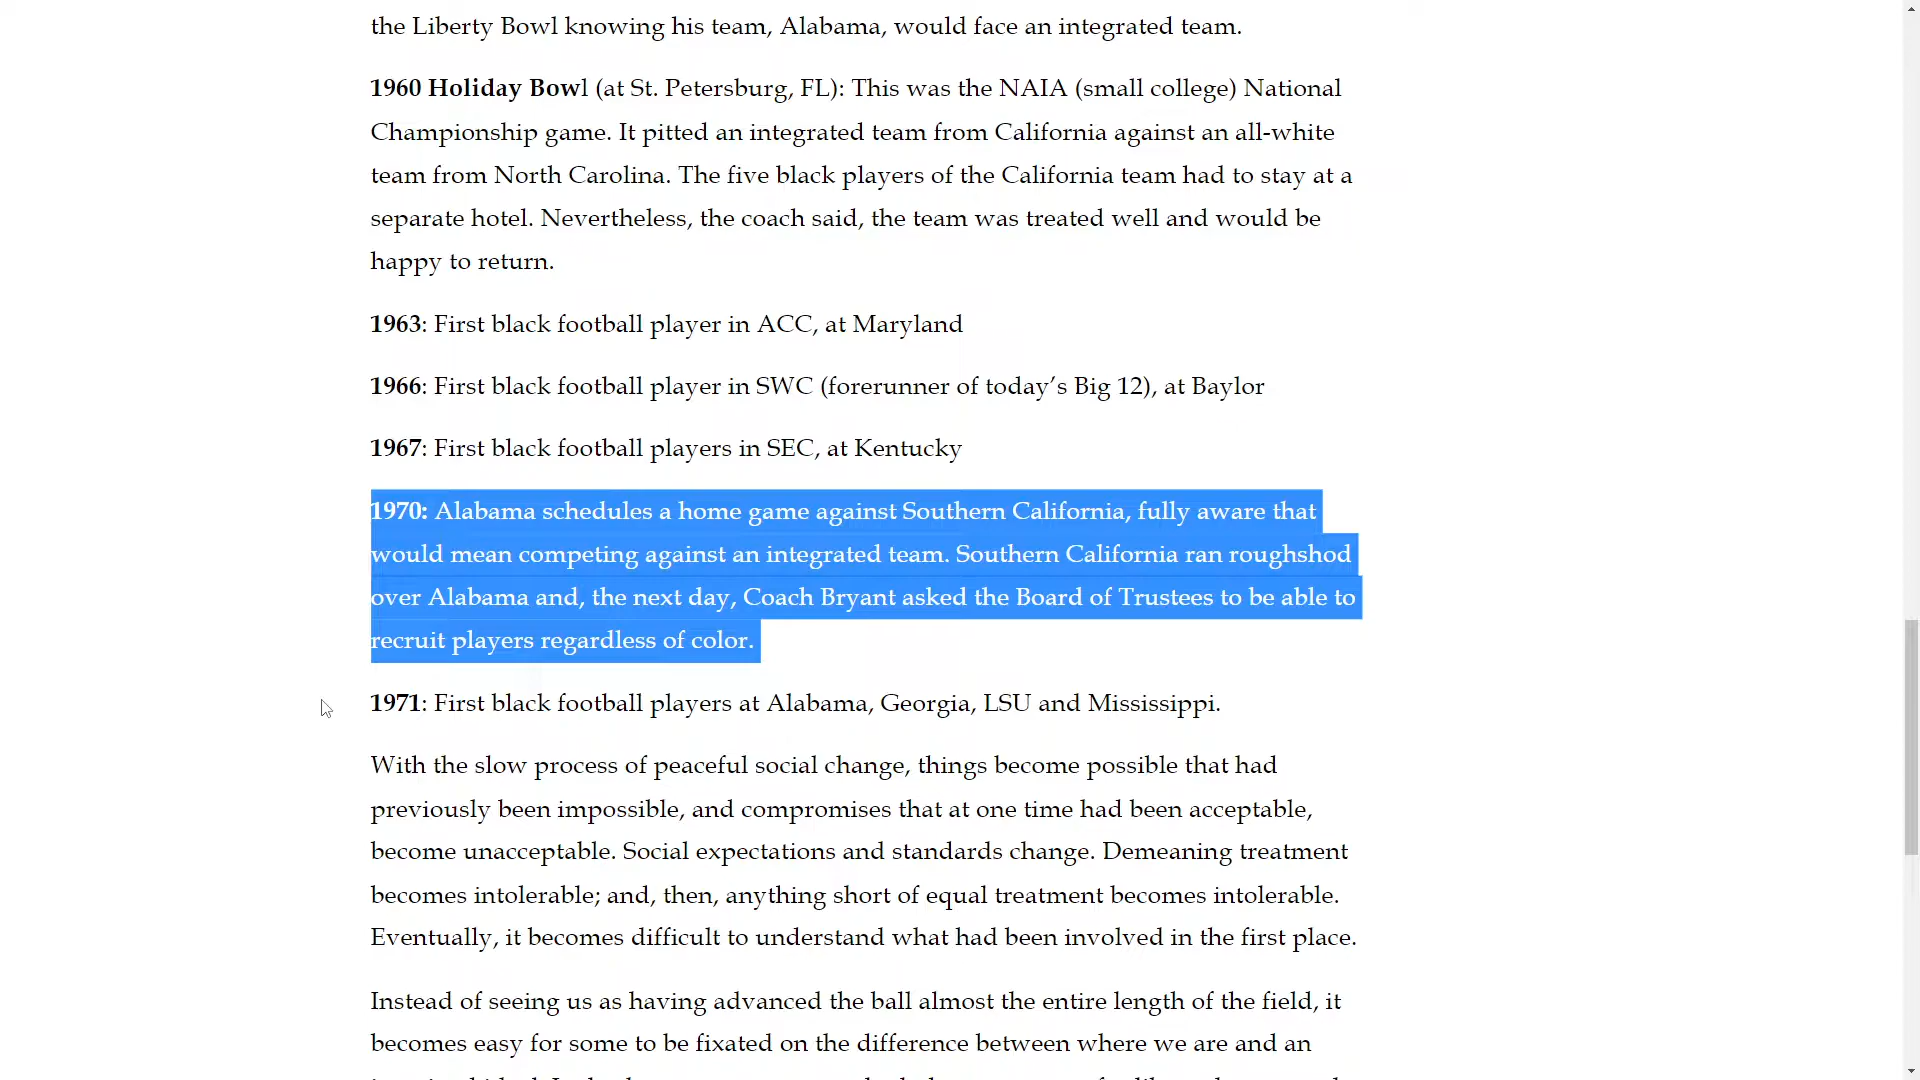 the Liberty Bowl knowing his team, Alabama, would face an integrated team.
1960 Holiday Bowl (at St. Petersburg, FL): This was the NAIA (small college) National
Championship game. It pitted an integrated team from California against an all-white
team from North Carolina. The five black players of the California team had to stay at a
separate hotel. Nevertheless, the coach said, the team was treated well and would be
happy to return.
1963: First black football player in ACC, at Maryland
1966: First black football player in SWC (forerunner of today’s Big 12), at Baylor
1967: First black football players in SEC, at Kentucky
1970: Alabama schedules a home game against Southern California, fully aware that
would mean competing against an integrated team. Southern California ran roughshod
over Alabama and, the next day, Coach Bryant asked the Board of Trustees to be able to
recruit players regardless of color.
1971: First black football players at Alabama, Georgia, LSU and Mississippi.
With the slow process of peaceful social change, things become possible that had
previously been impossible, and compromises that at one time had been acceptable,
become unacceptable. Social expectations and standards change. Demeaning treatment
becomes intolerable; and, then, anything short of equal treatment becomes intolerable.
Eventually, it becomes difficult to understand what had been involved in the first place.
Instead of seeing us as having advanced the ball almost the entire length of the field, it
becomes easy for some to be fixated on the difference between where we are and an